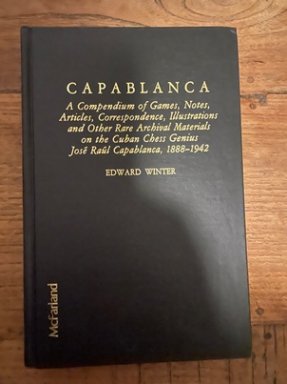 CAPABLANCA
A Compendium of Games, Notes,
Articles, Correspondence, Illustrations
and Other Rare Archival Materials
on the Cuban Chess Genius
José Raúl Capablanca, 1888–1942
EDWARD WINTER
McFarland